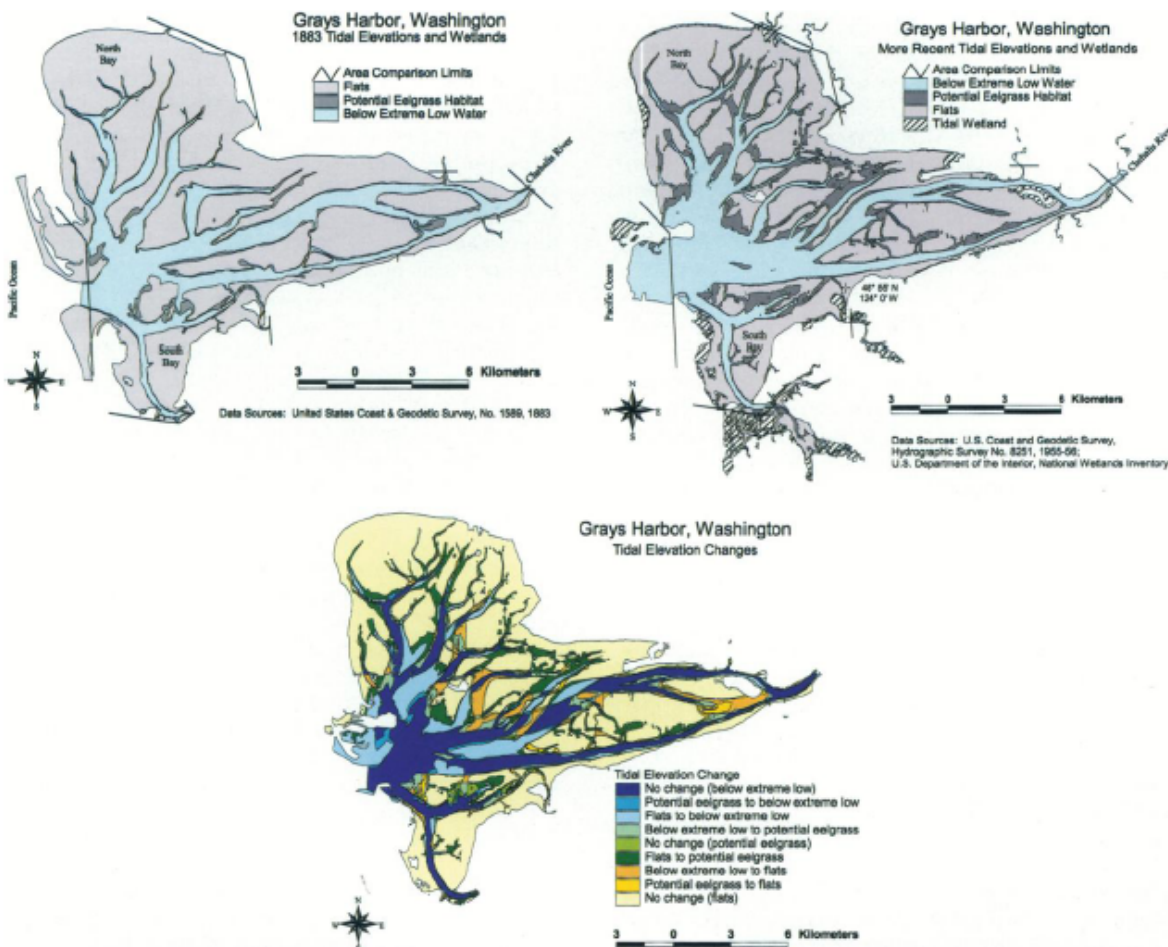 Grays Harbor, Washington
1883 Tidal Elevations and Wetlands
Area Comparison Limits
Flats
Potential Eelgrass Habitat
Below Extreme Low Water
North
Bay
Chehalis River
Pacific Ocean
South
Bay
N
W E
S
3 0 3 6 Kilometers
Data Sources: United States Coast & Geodetic Survey, No. 1589, 1883
Grays Harbor, Washington
More Recent Tidal Elevations and Wetlands
Area Comparison Limits
Below Extreme Low Water
Potential Eelgrass Habitat
Flats
Tidal Wetland
North
Bay
Chehalis River
Pacific Ocean
124° 0' W
South
Bay
N
W E
S
3 0 3 6 Kilometers
Data Sources: U.S. Coast and Geodetic Survey,
Hydrographic Survey No. 8251, 1955-56;
U.S. Department of the Interior, National Wetlands Inventory
Grays Harbor, Washington
Tidal Elevation Changes
Tidal Elevation Change
No change (below extreme low)
Potential eelgrass to below extreme low
Flats to below extreme low
Below extreme low to potential eelgrass
No change (potential eelgrass)
Flats to potential eelgrass
Below extreme low to flats
Potential eelgrass to flats
No change (flats)
N
W E
3 0 3 6 Kilometers